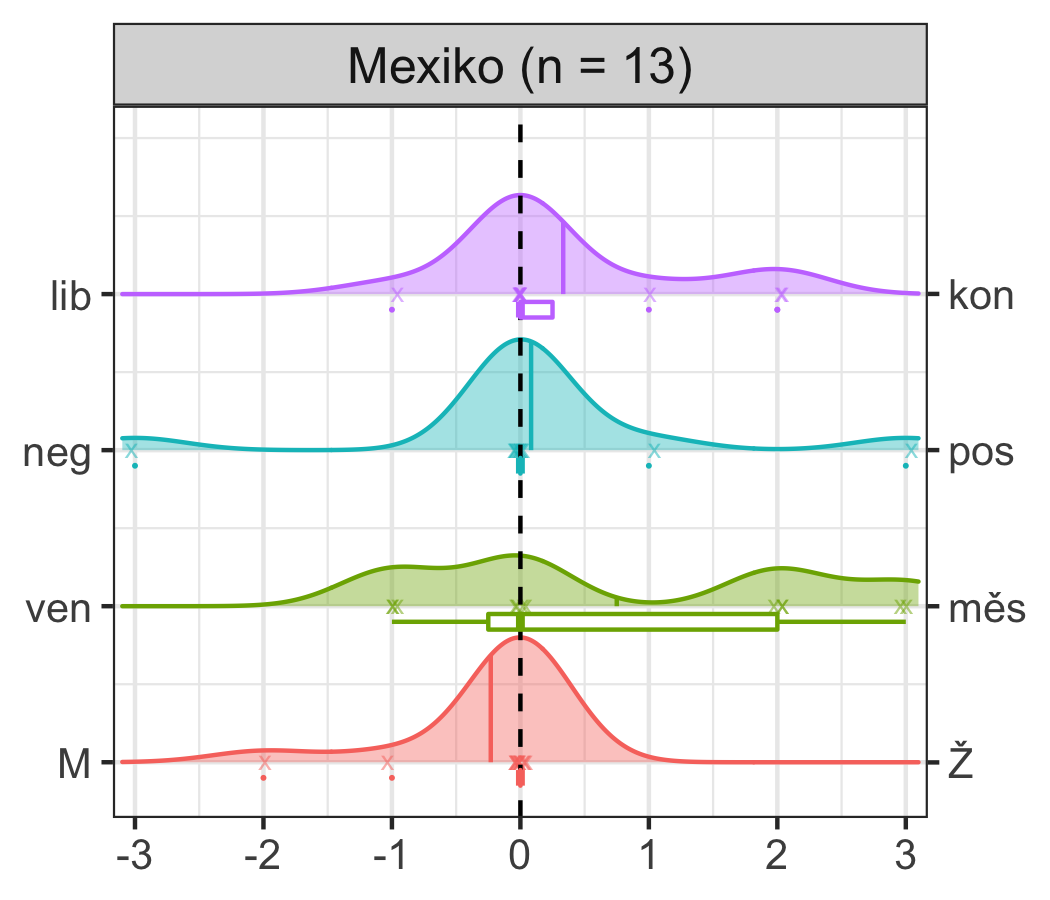 Mexiko (n = 13)
lib kon
neg pos
ven měs
M Ž
-3 -2 -1 0 1 2 3